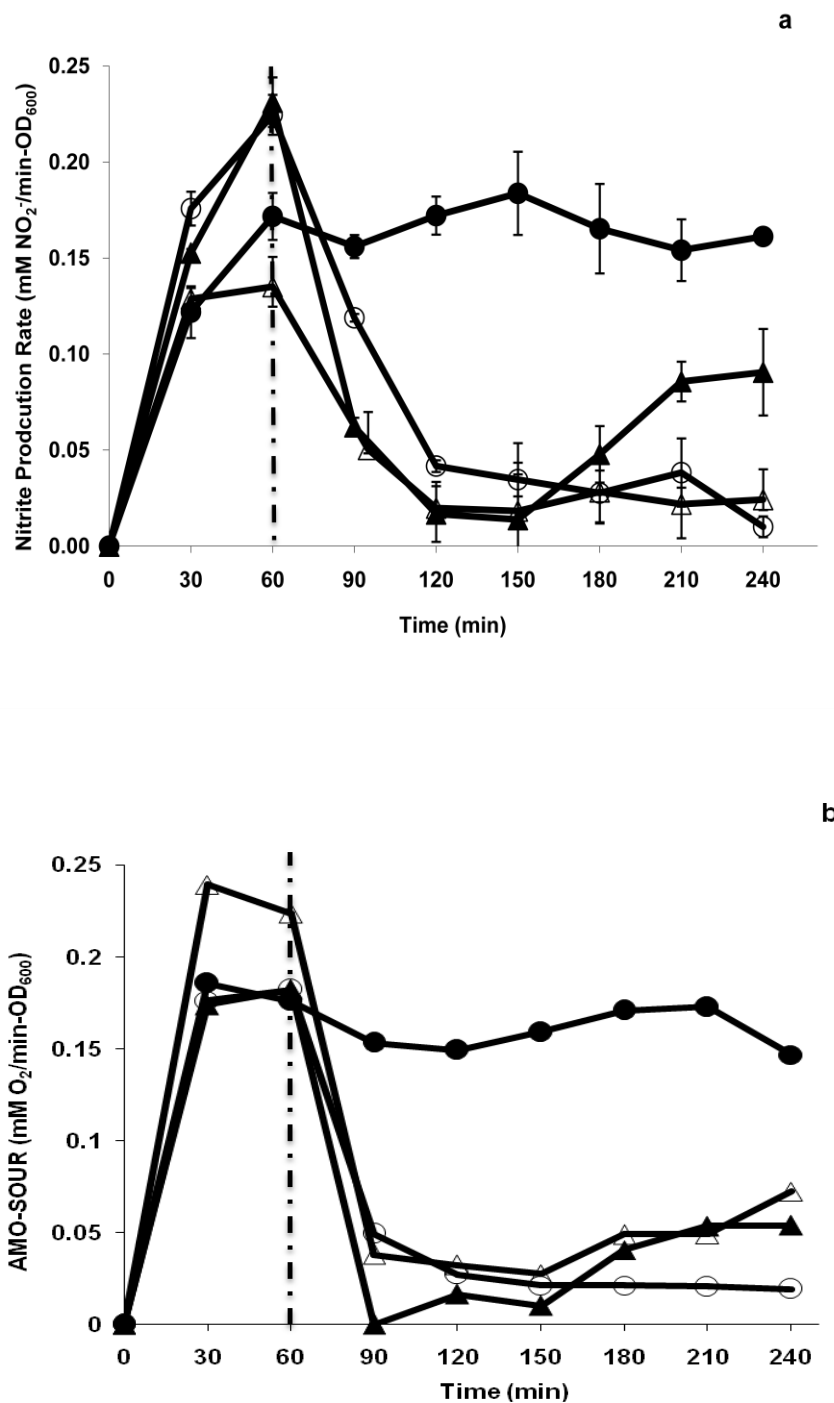 a
0.25
0.20
0.15
0.10
0.05
0.00
Nitrite Prodcution Rate (mM NO₂⁻/min-OD₆₀₀)
0 30 60 90 120 150 180 210 240
Time (min)
b
0.25
0.2
0.15
0.1
0.05
0
AMO-SOUR (mM O₂/min-OD₆₀₀)
0 30 60 90 120 150 180 210 240
Time (min)